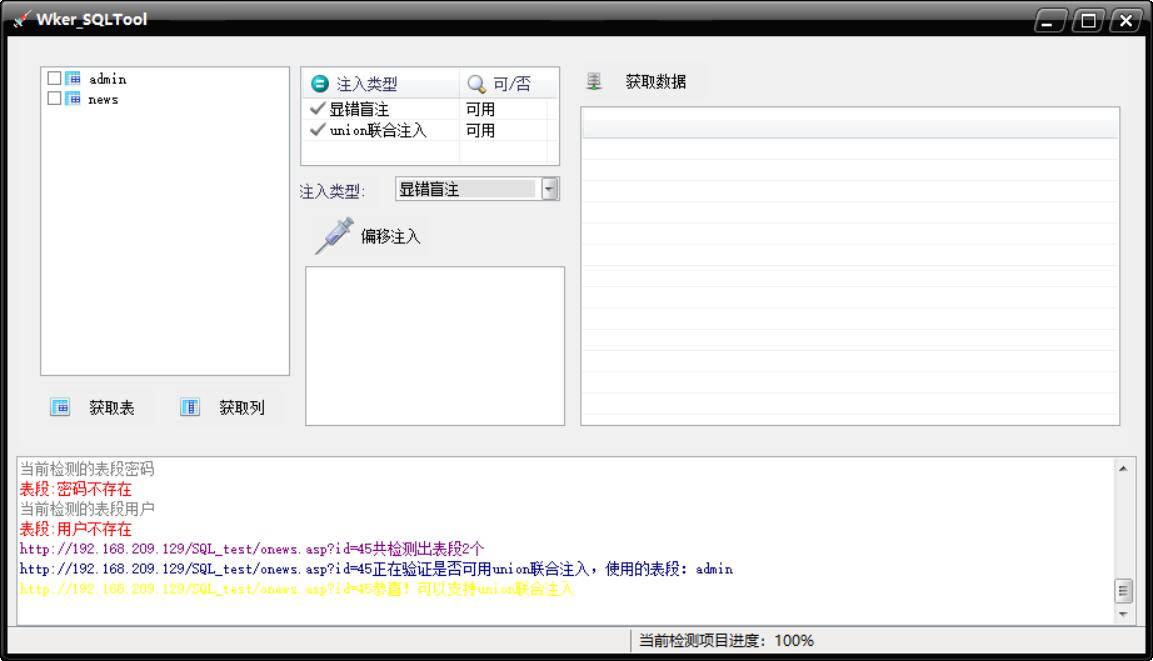 Wker_SQLTool
admin
news
注入类型 可/否
显错盲注 可用
union联合注入 可用
注入类型: 显错盲注
偏移注入
获取数据
获取表 获取列
当前检测的表段密码
表段:密码不存在
当前检测的表段用户
表段:用户不存在
http://192.168.209.129/SQL_test/onews.asp?id=45共检测出表段2个
http://192.168.209.129/SQL_test/onews.asp?id=45正在验证是否可用union联合注入，使用的表段：admin
http://192.168.209.129/SQL_test/onews.asp?id=45恭喜！可以支持union联合注入
当前检测项目进度：100%